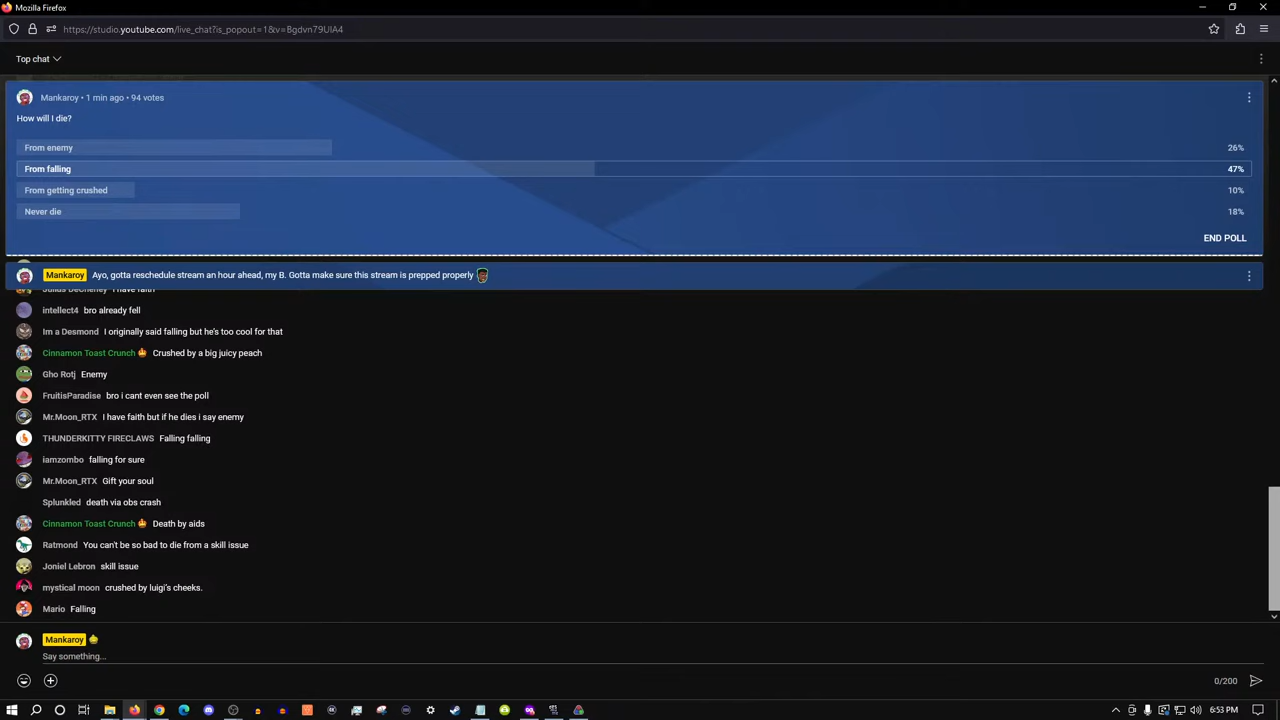 Mozilla Firefox
https://studio.youtube.com/live_chat?is_popout=1&v=Bgdvn79UIA4
Top chat
Mankaroy • 1 min ago • 94 votes
How will I die?
From enemy 26%
From falling 47%
From getting crushed 10%
Never die 18%
END POLL
Mankaroy Ayo, gotta reschedule stream an hour ahead, my B. Gotta make sure this stream is prepped properly
I have faith
intellect4 bro already fell
Im a Desmond I originally said falling but he's too cool for that
Cinnamon Toast Crunch Crushed by a big juicy peach
Gho Rotj Enemy
FruitisParadise bro i cant even see the poll
Mr.Moon_RTX I have faith but if he dies i say enemy
THUNDERKITTY FIRECLAWS Falling falling
iamzombo falling for sure
Mr.Moon_RTX Gift your soul
Splunkled death via obs crash
Cinnamon Toast Crunch Death by aids
Ratmond You can't be so bad to die from a skill issue
Joniel Lebron skill issue
mystical moon crushed by luigi's cheeks.
Mario Falling
Mankaroy
Say something...
0/200
6:53 PM